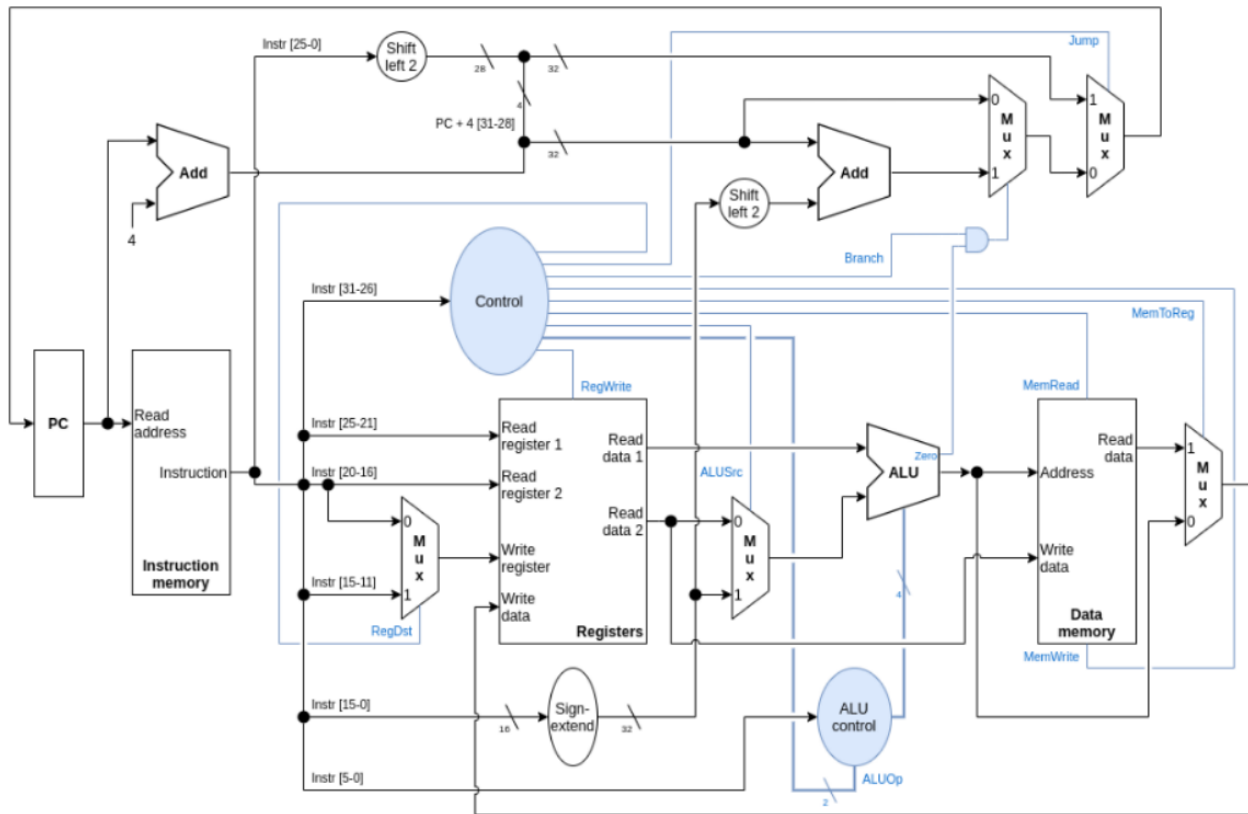 Instr [25-0]
Shift
left 2
28
32
Jump
4
PC + 4 [31-28]
32
0
M
u
x
1
1
M
u
x
0
Add
4
Add
Shift
left 2
Branch
Instr [31-26]
Control
MemToReg
RegWrite
MemRead
PC
Read
address
Instruction
Instruction
memory
Instr [25-21]
Read
register 1
Read
data 1
Instr [20-16]
Read
register 2
Read
data 2
0
M
u
x
1
Write
register
Instr [15-11]
Write
data
RegDst
Registers
ALUSrc
0
M
u
x
1
Zero
ALU
4
Read
data
Address
Write
data
Data
memory
MemWrite
1
M
u
x
0
Instr [15-0]
16
Sign-
extend
32
ALU
control
Instr [5-0]
ALUOp
2